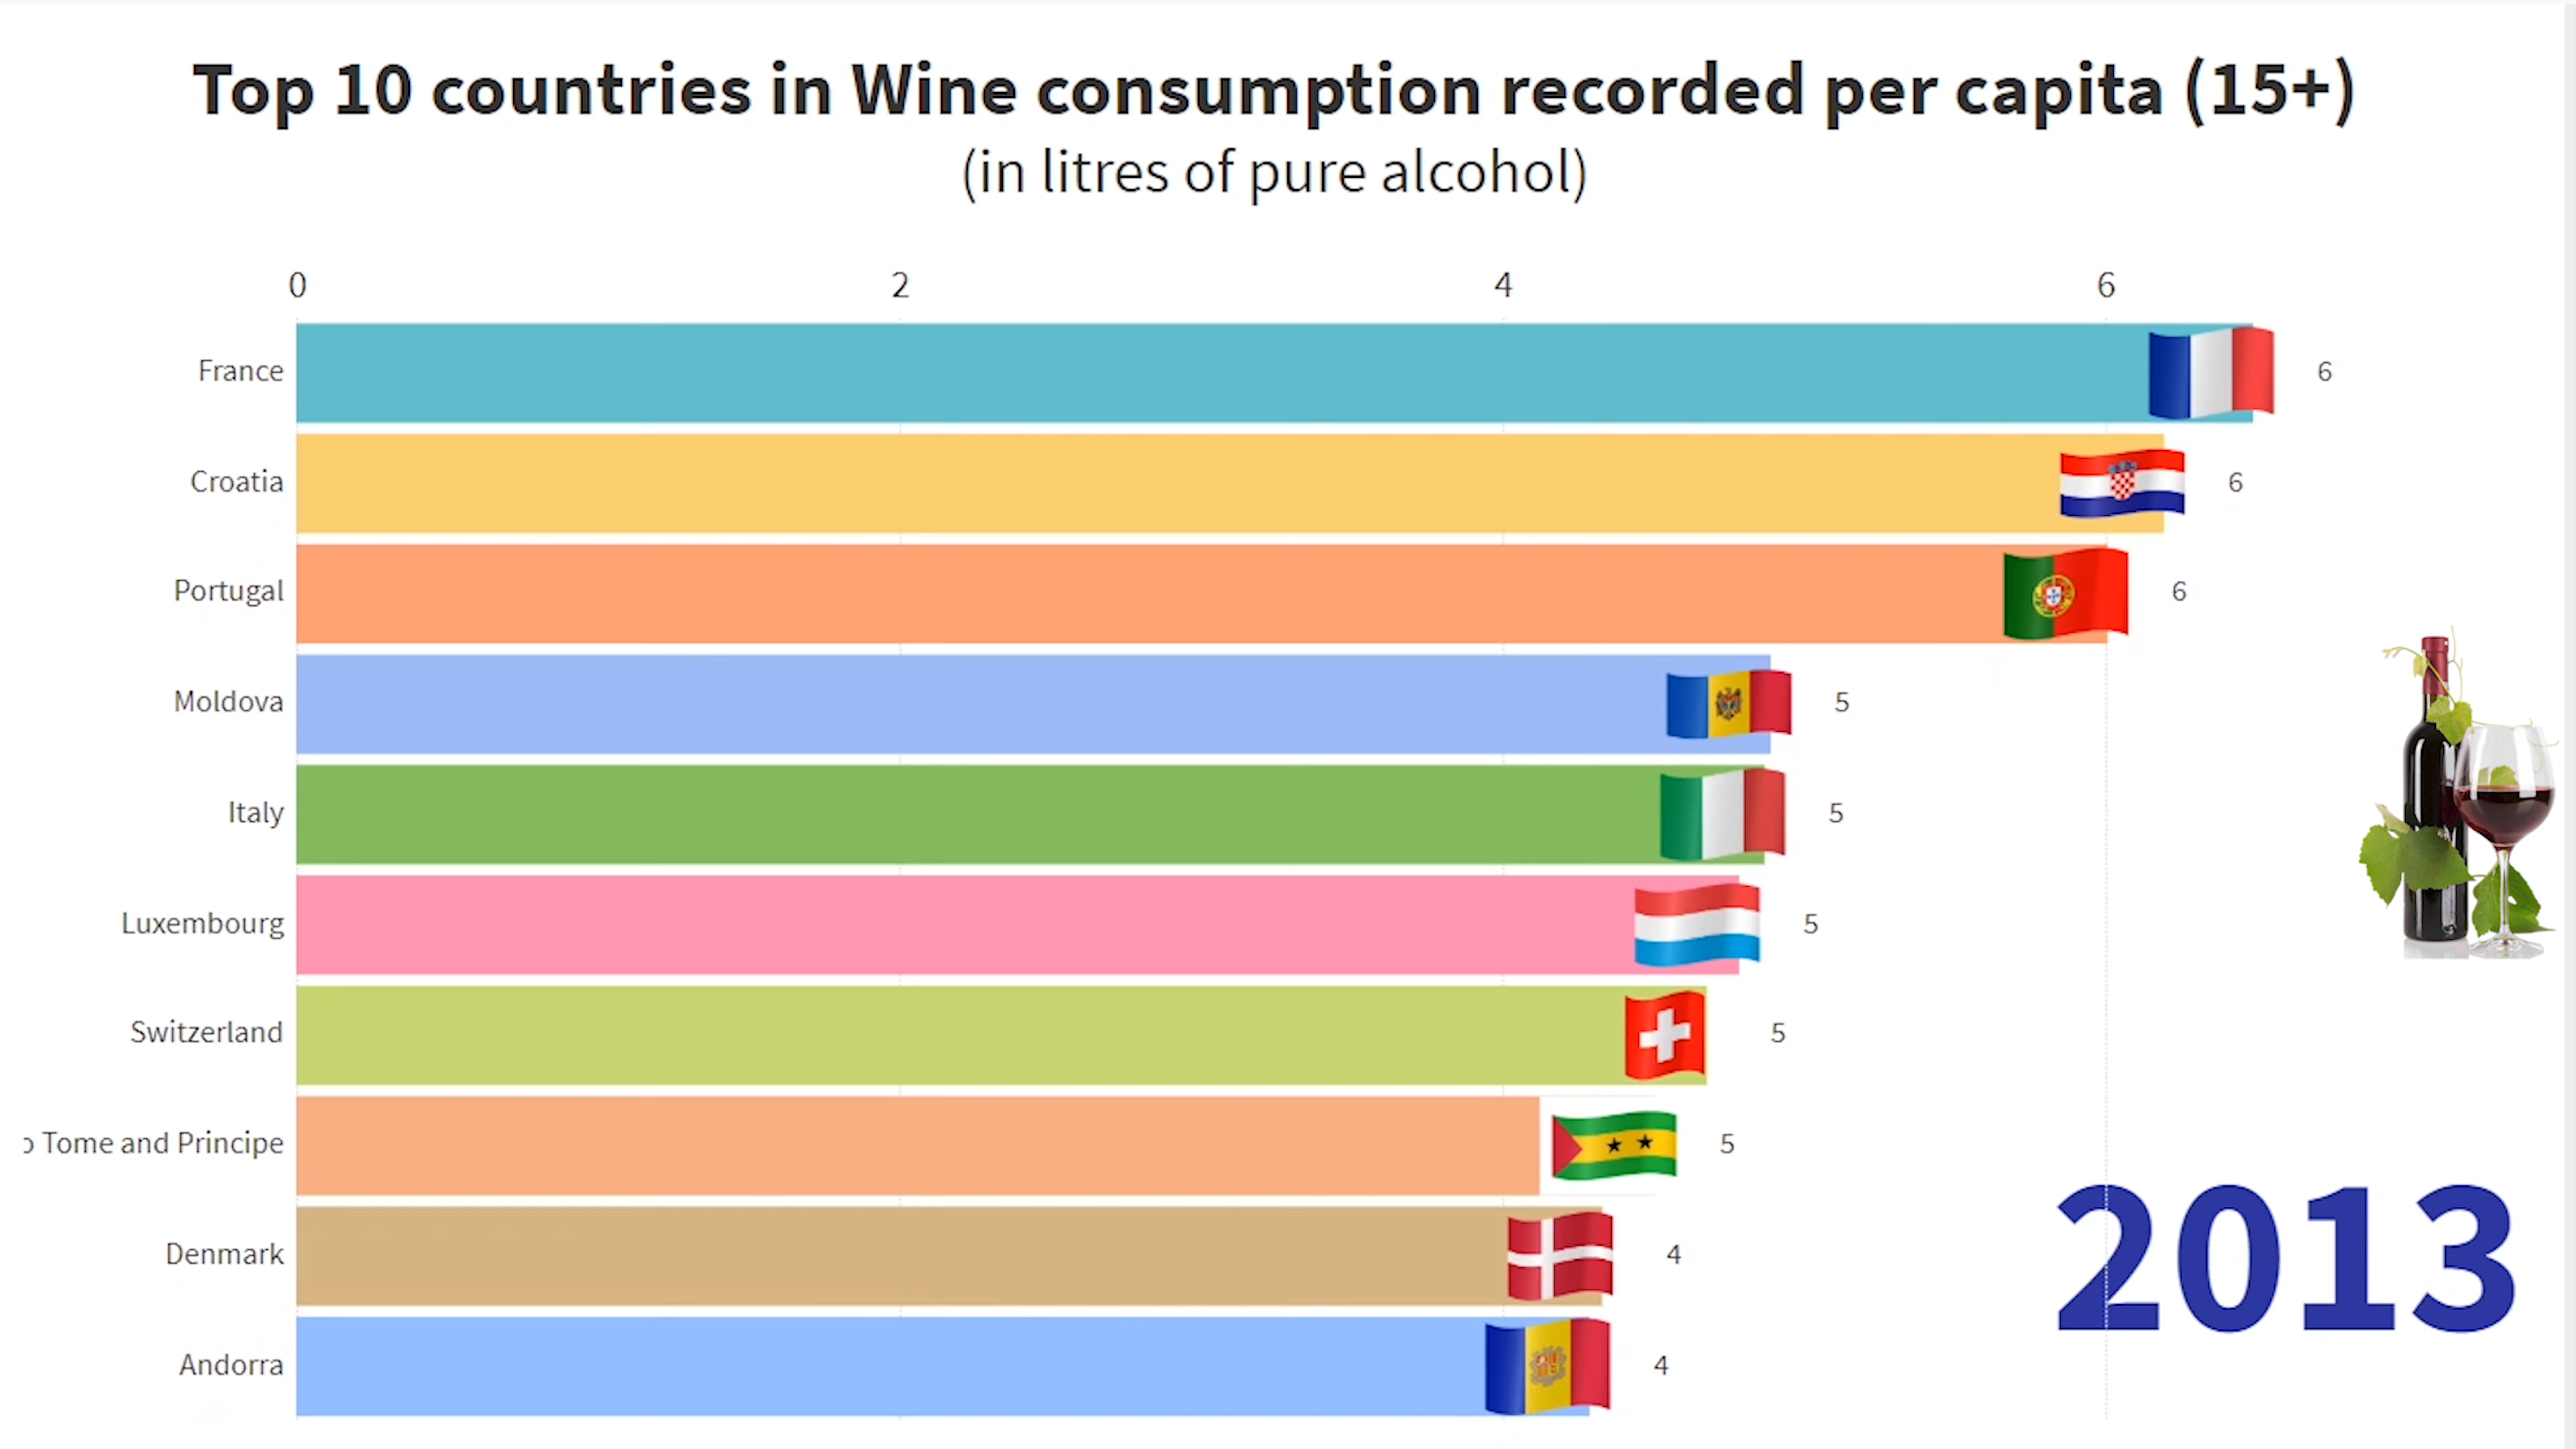 Top 10 countries in Wine consumption recorded per capita (15+)
(in litres of pure alcohol)
0 2 4 6
France 6
Croatia 6
Portugal 6
Moldova 5
Italy 5
Luxembourg 5
Switzerland 5
o Tome and Principe 5
Denmark 4
Andorra 4
2013